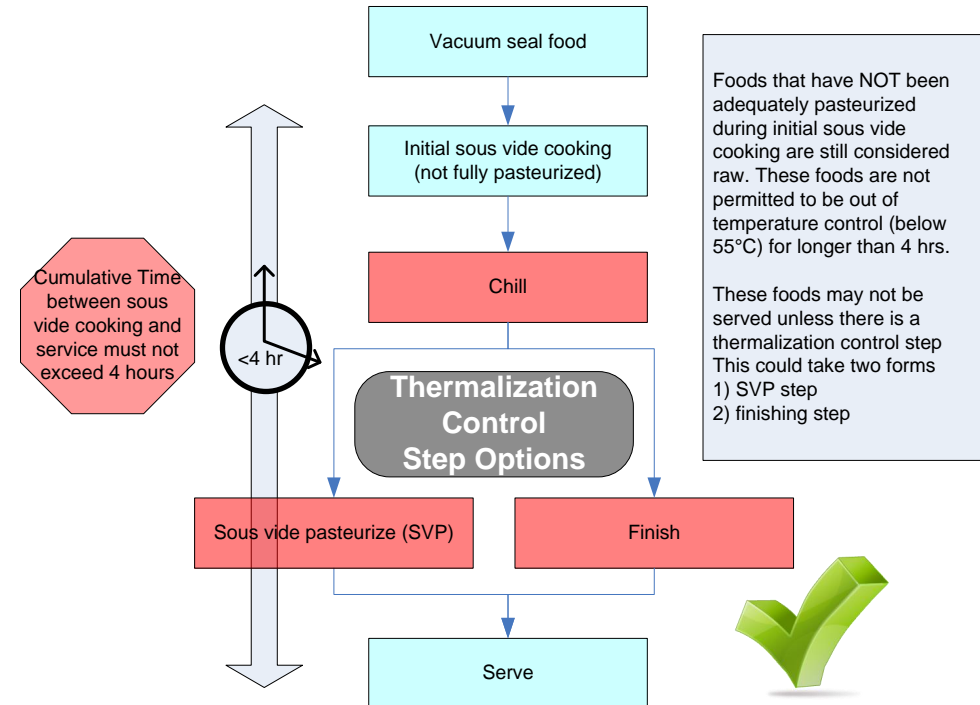 Vacuum seal food
Initial sous vide cooking
(not fully pasteurized)
Chill
Cumulative Time
between sous
vide cooking and
service must not
exceed 4 hours
<4 hr
Thermalization
Control
Step Options
Sous vide pasteurize (SVP)
Finish
Serve
Foods that have NOT been
adequately pasteurized
during initial sous vide
cooking are still considered
raw. These foods are not
permitted to be out of
temperature control (below
55°C) for longer than 4 hrs.
These foods may not be
served unless there is a
thermalization control step
This could take two forms
1) SVP step
2) finishing step